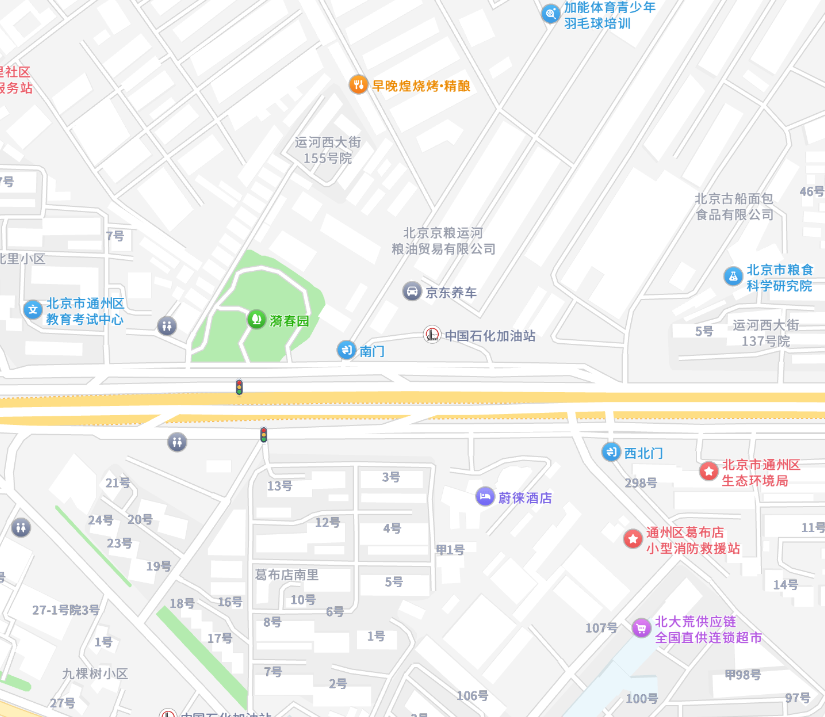 加能体育青少年
羽毛球培训
里社区
服务站
早晚煌烧烤•精酿
运河西大街
155号院
7号
46号
北京古船面包
食品有限公司
7号
北京京粮运河
粮油贸易有限公司
北里小区
北京市粮食
科学研究院
京东养车
北京市通州区
教育考试中心
漪春园
中国石化加油站
5号
运河西大街
137号院
南门
西北门
北京市通州区
生态环境局
3号
21号
13号
298号
蔚徕酒店
24号
20号
12号
4号
11号
23号
通州区葛布店
小型消防救援站
甲1号
19号
葛布店南里
5号
14号
27-1号院3号
18号
16号
10号
6号
8号
107号
北大荒供应链
全国直供连锁超市
1号
17号
1号
九棵树小区
7号
甲98号
2号
27号
106号
100号
97号
中国石化加油站